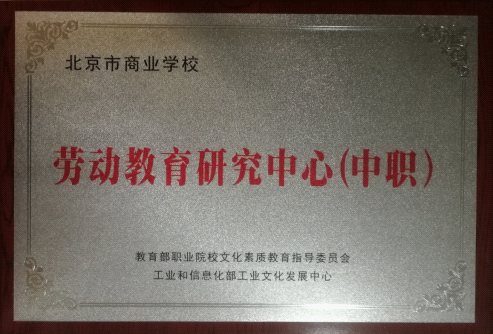 北京市商业学校
劳动教育研究中心(中职)
教育部职业院校文化素质教育指导委员会
工业和信息化部工业文化发展中心